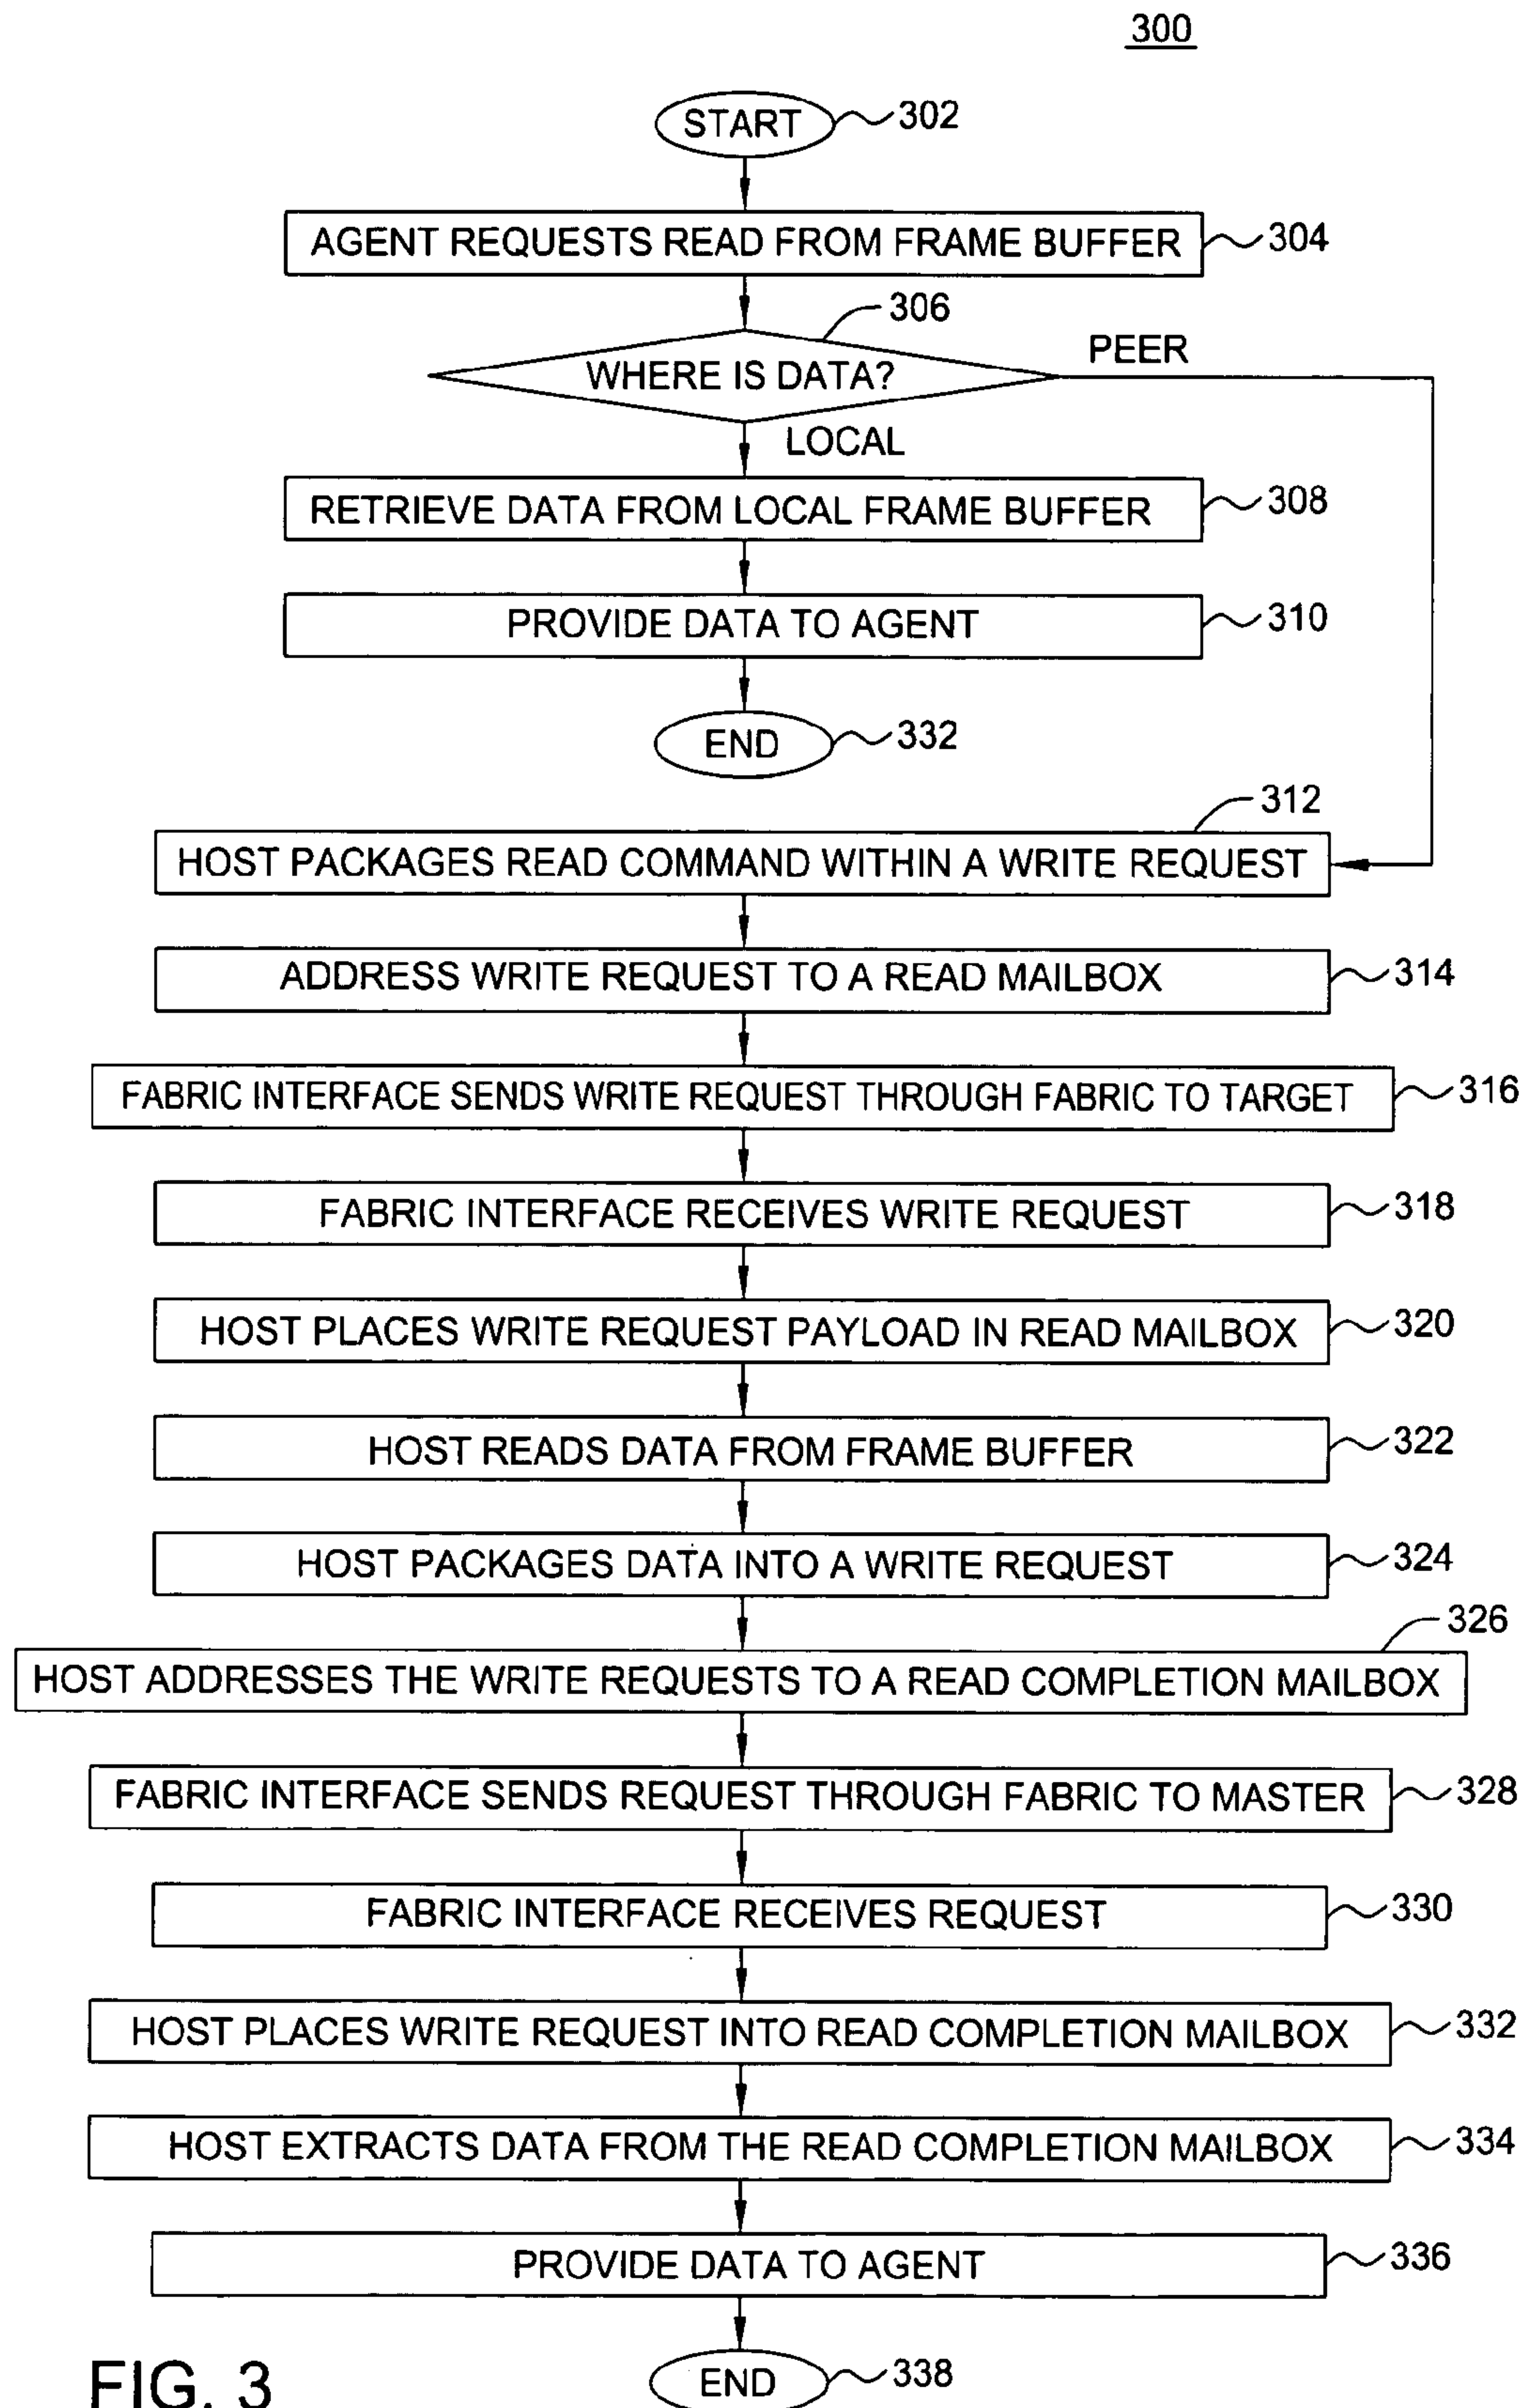 300
START 302
AGENT REQUESTS READ FROM FRAME BUFFER 304
306
WHERE IS DATA?
PEER
LOCAL
RETRIEVE DATA FROM LOCAL FRAME BUFFER 308
PROVIDE DATA TO AGENT 310
END 332
312
HOST PACKAGES READ COMMAND WITHIN A WRITE REQUEST
ADDRESS WRITE REQUEST TO A READ MAILBOX 314
FABRIC INTERFACE SENDS WRITE REQUEST THROUGH FABRIC TO TARGET 316
FABRIC INTERFACE RECEIVES WRITE REQUEST 318
HOST PLACES WRITE REQUEST PAYLOAD IN READ MAILBOX 320
HOST READS DATA FROM FRAME BUFFER 322
HOST PACKAGES DATA INTO A WRITE REQUEST 324
326
HOST ADDRESSES THE WRITE REQUESTS TO A READ COMPLETION MAILBOX
FABRIC INTERFACE SENDS REQUEST THROUGH FABRIC TO MASTER 328
FABRIC INTERFACE RECEIVES REQUEST 330
HOST PLACES WRITE REQUEST INTO READ COMPLETION MAILBOX 332
HOST EXTRACTS DATA FROM THE READ COMPLETION MAILBOX 334
PROVIDE DATA TO AGENT 336
END 338
FIG. 3